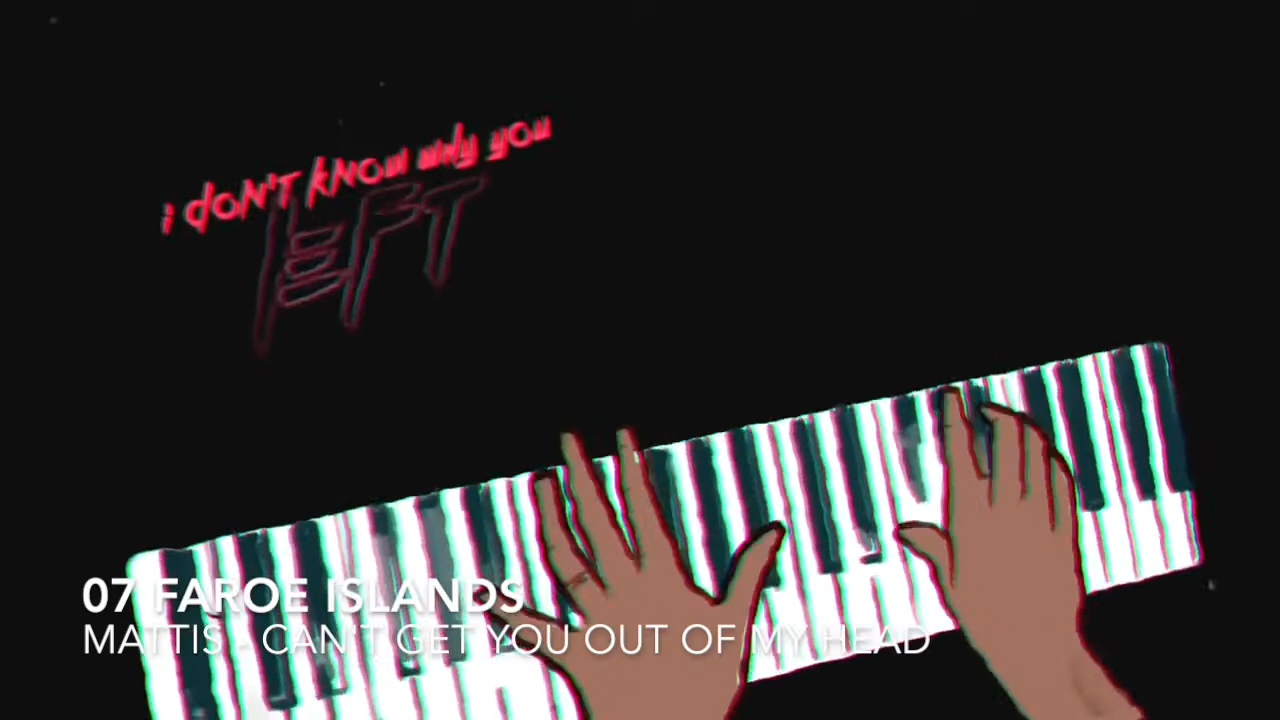 i DON'T KNOW WHY YOU
LEFT
07 FAROE ISLANDS
MATTIS - CAN'T GET YOU OUT OF MY HEAD